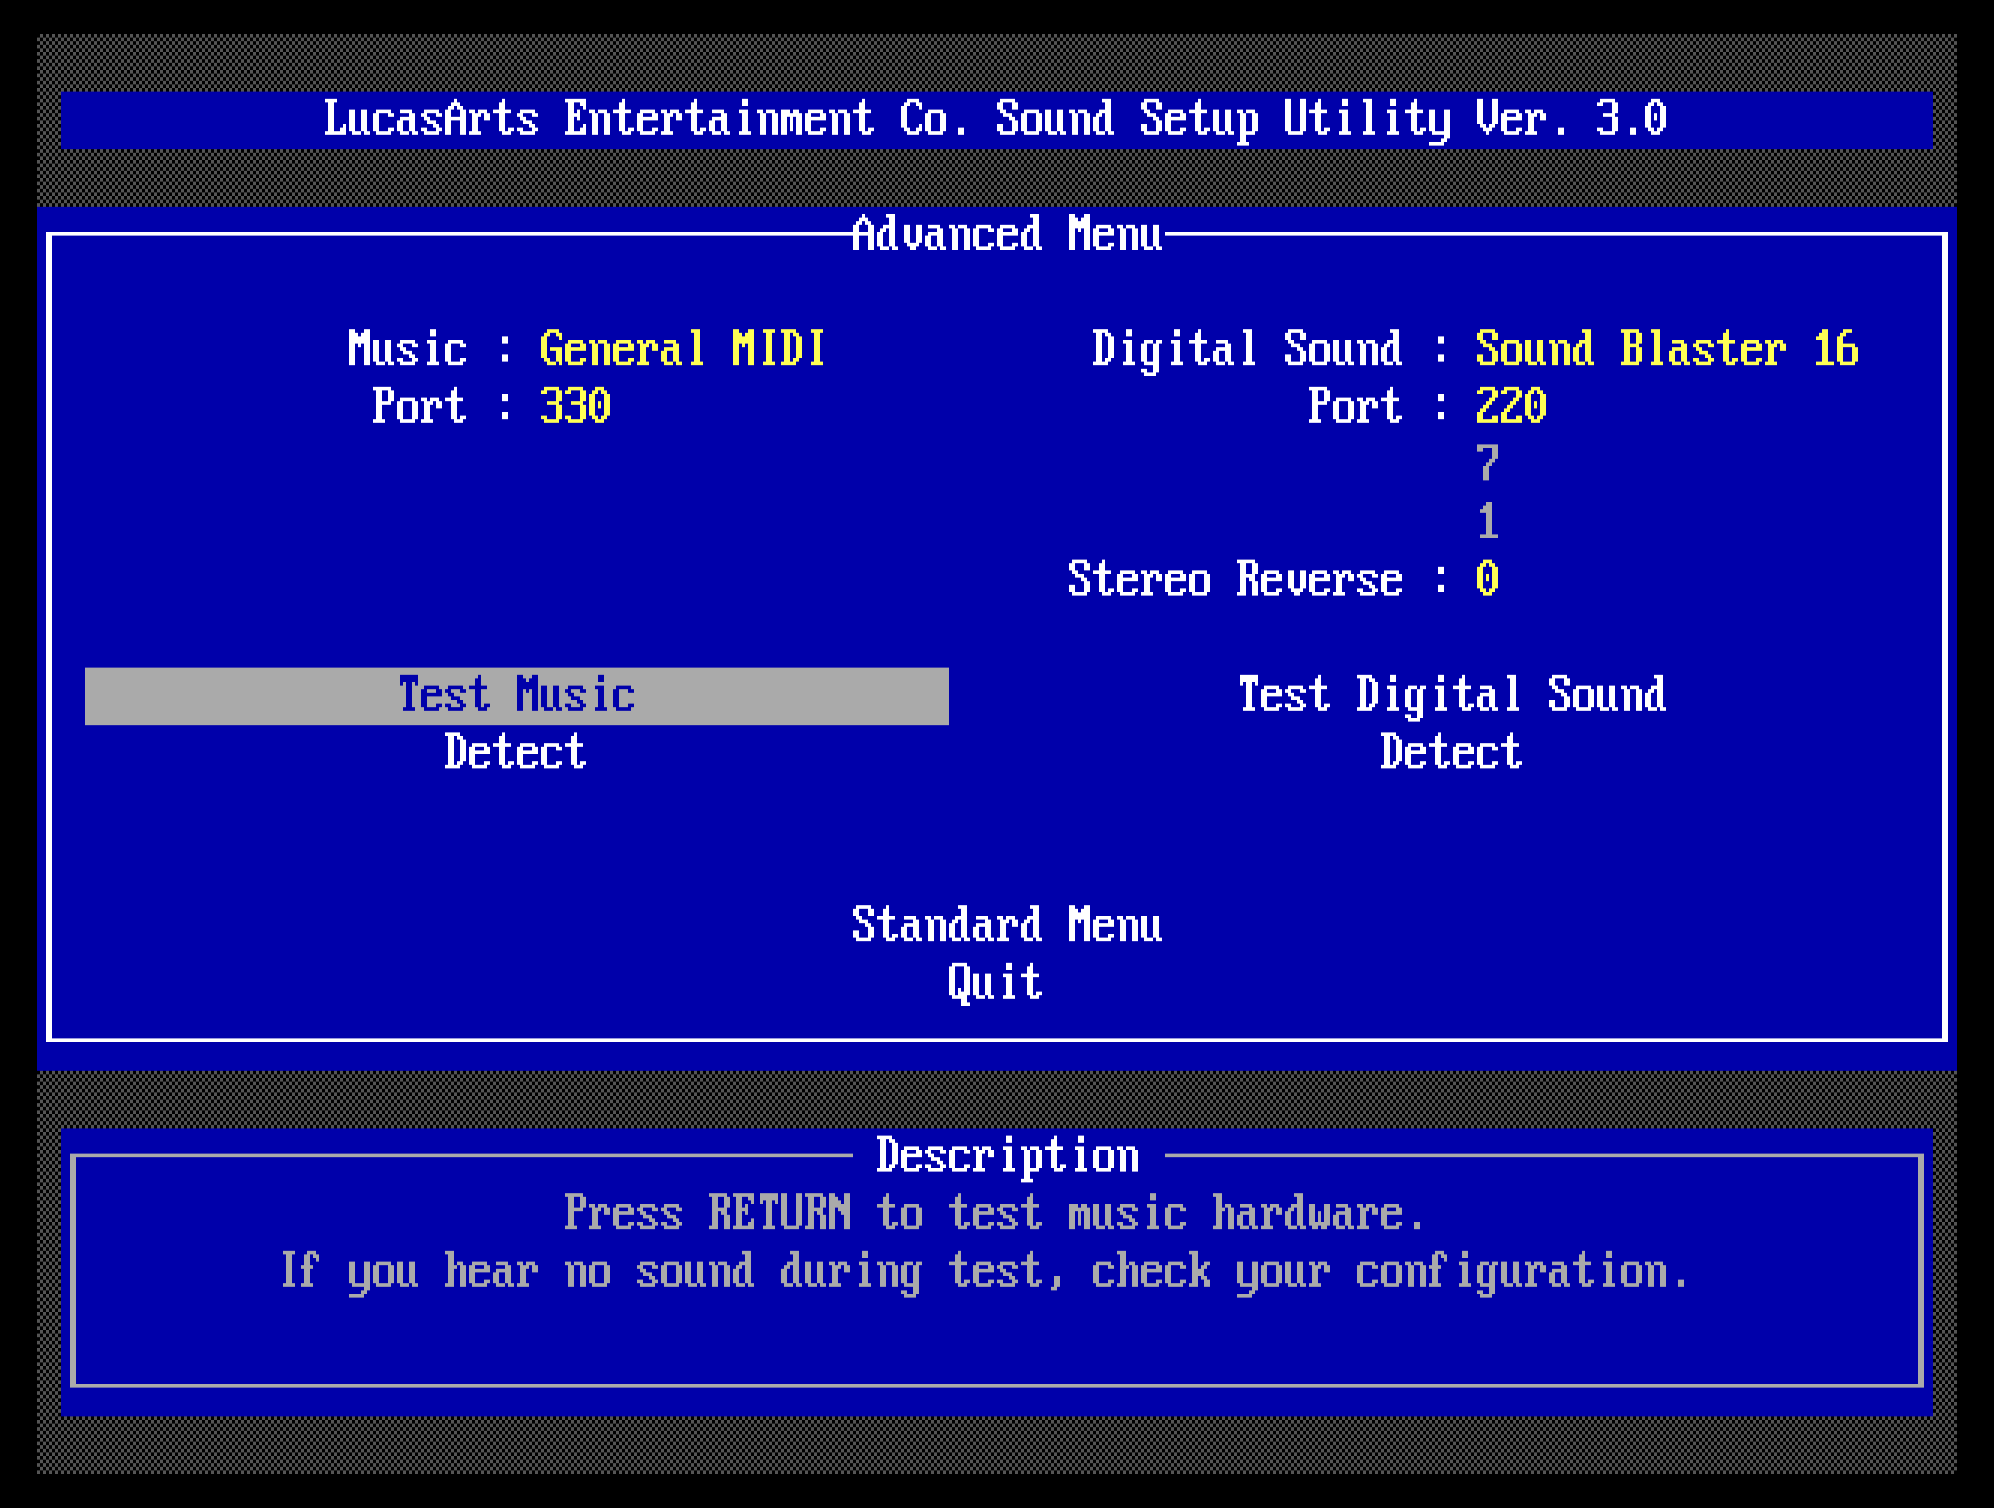 LucasArts Entertainment Co. Sound Setup Utility Ver. 3.0
Advanced Menu
Music : General MIDI Digital Sound : Sound Blaster 16
Port : 330 Port : 220
7
1
Stereo Reverse : 0
Test Music Test Digital Sound
Detect Detect
Standard Menu
Quit
Description
Press RETURN to test music hardware.
If you hear no sound during test, check your configuration.